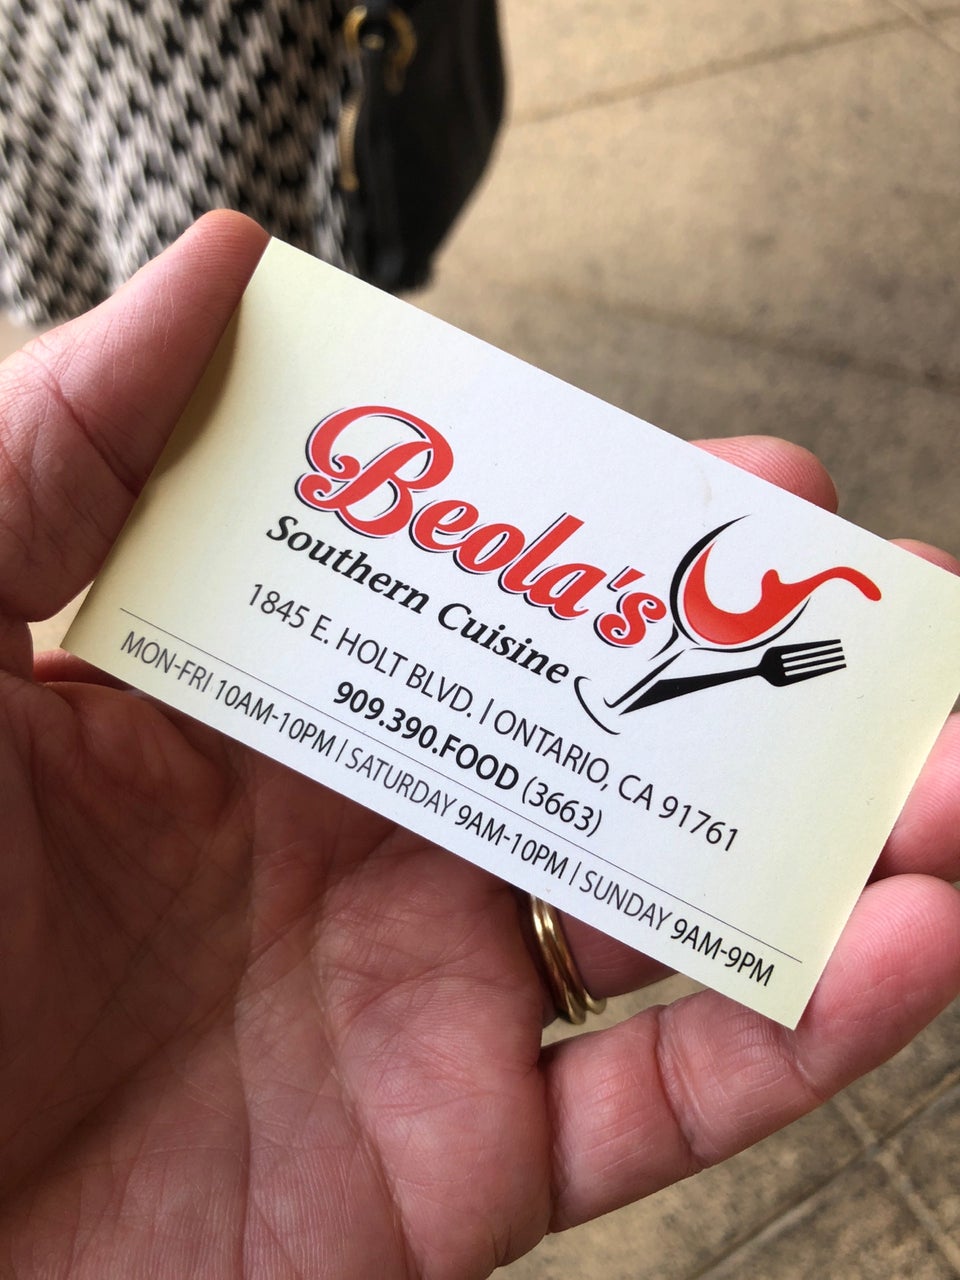 Beola's
Southern Cuisine
1845 E. HOLT BLVD. | ONTARIO, CA 91761
909.390.FOOD (3663)
MON-FRI 10AM-10PM | SATURDAY 9AM-10PM | SUNDAY 9AM-9PM